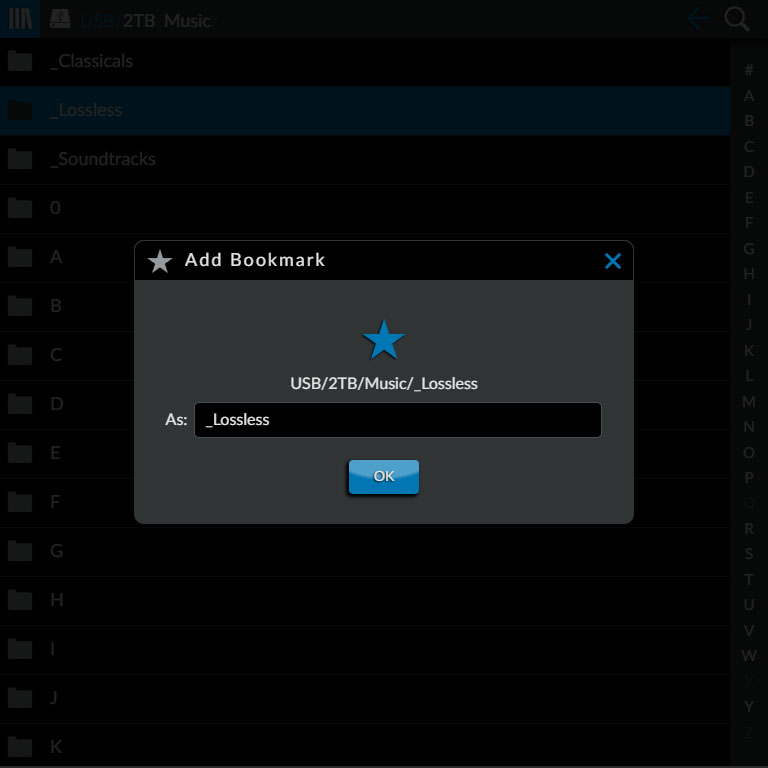 USB/2TB Music/
_Classicals
_Lossless
_Soundtracks
0
A
B
C
D
E
F
G
H
I
J
K
Add Bookmark
USB/2TB/Music/_Lossless
As: _Lossless
OK
#
A
B
C
D
E
F
G
H
I
J
K
L
M
N
O
P
Q
R
S
T
U
V
W
X
Y
Z